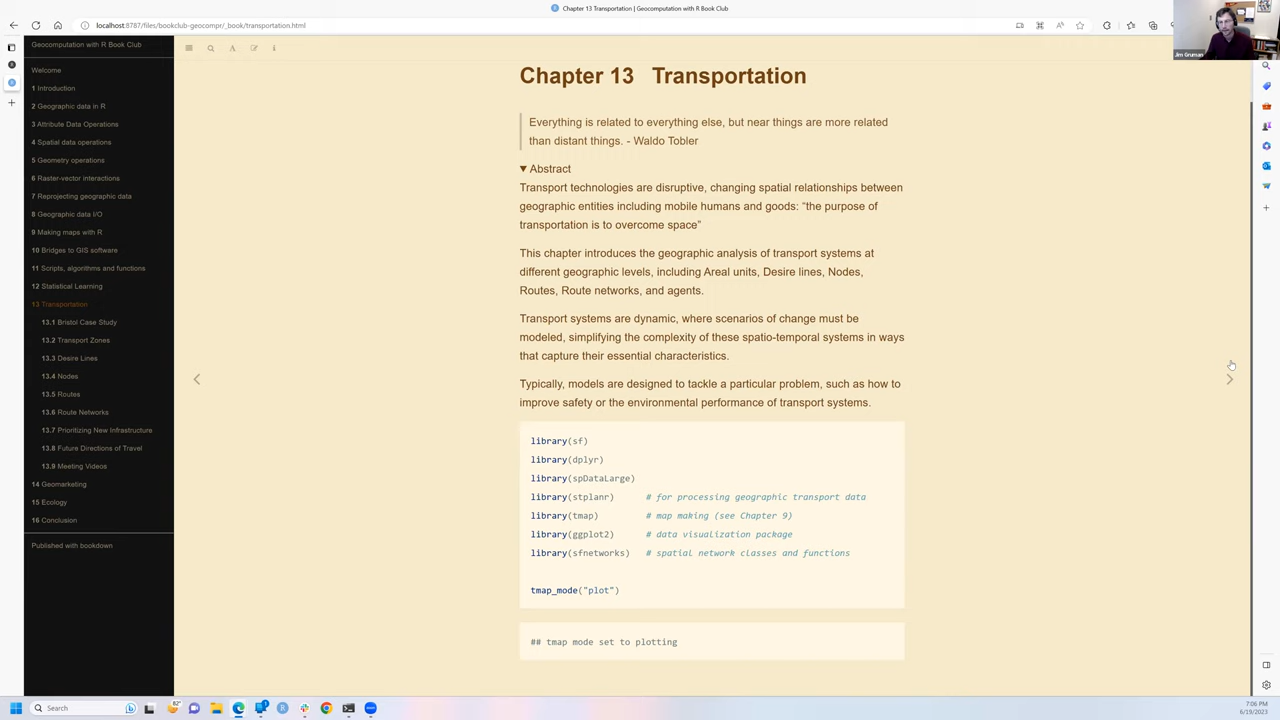 Chapter 13 Transportation | Geocomputation with R Book Club
localhost:8787/files/bookclub-geocompr/_book/transportation.html
Jim Gruman
Geocomputation with R Book Club
Welcome
1 Introduction
2 Geographic data in R
3 Attribute Data Operations
4 Spatial data operations
5 Geometry operations
6 Raster-vector interactions
7 Reprojecting geographic data
8 Geographic data I/O
9 Making maps with R
10 Bridges to GIS software
11 Scripts, algorithms and functions
12 Statistical Learning
13 Transportation
13.1 Bristol Case Study
13.2 Transport Zones
13.3 Desire Lines
13.4 Nodes
13.5 Routes
13.6 Route Networks
13.7 Prioritizing New Infrastructure
13.8 Future Directions of Travel
13.9 Meeting Videos
14 Geomarketing
15 Ecology
16 Conclusion
Published with bookdown
Chapter 13 Transportation
Everything is related to everything else, but near things are more related
than distant things. - Waldo Tobler
▼ Abstract
Transport technologies are disruptive, changing spatial relationships between
geographic entities including mobile humans and goods: “the purpose of
transportation is to overcome space”
This chapter introduces the geographic analysis of transport systems at
different geographic levels, including Areal units, Desire lines, Nodes,
Routes, Route networks, and agents.
Transport systems are dynamic, where scenarios of change must be
modeled, simplifying the complexity of these spatio-temporal systems in ways
that capture their essential characteristics.
Typically, models are designed to tackle a particular problem, such as how to
improve safety or the environmental performance of transport systems.
library(sf)
library(dplyr)
library(spDataLarge)
library(stplanr) # for processing geographic transport data
library(tmap) # map making (see Chapter 9)
library(ggplot2) # data visualization package
library(sfnetworks) # spatial network classes and functions
tmap_mode("plot")
## tmap mode set to plotting
Search
82°
7:06 PM
6/19/2023